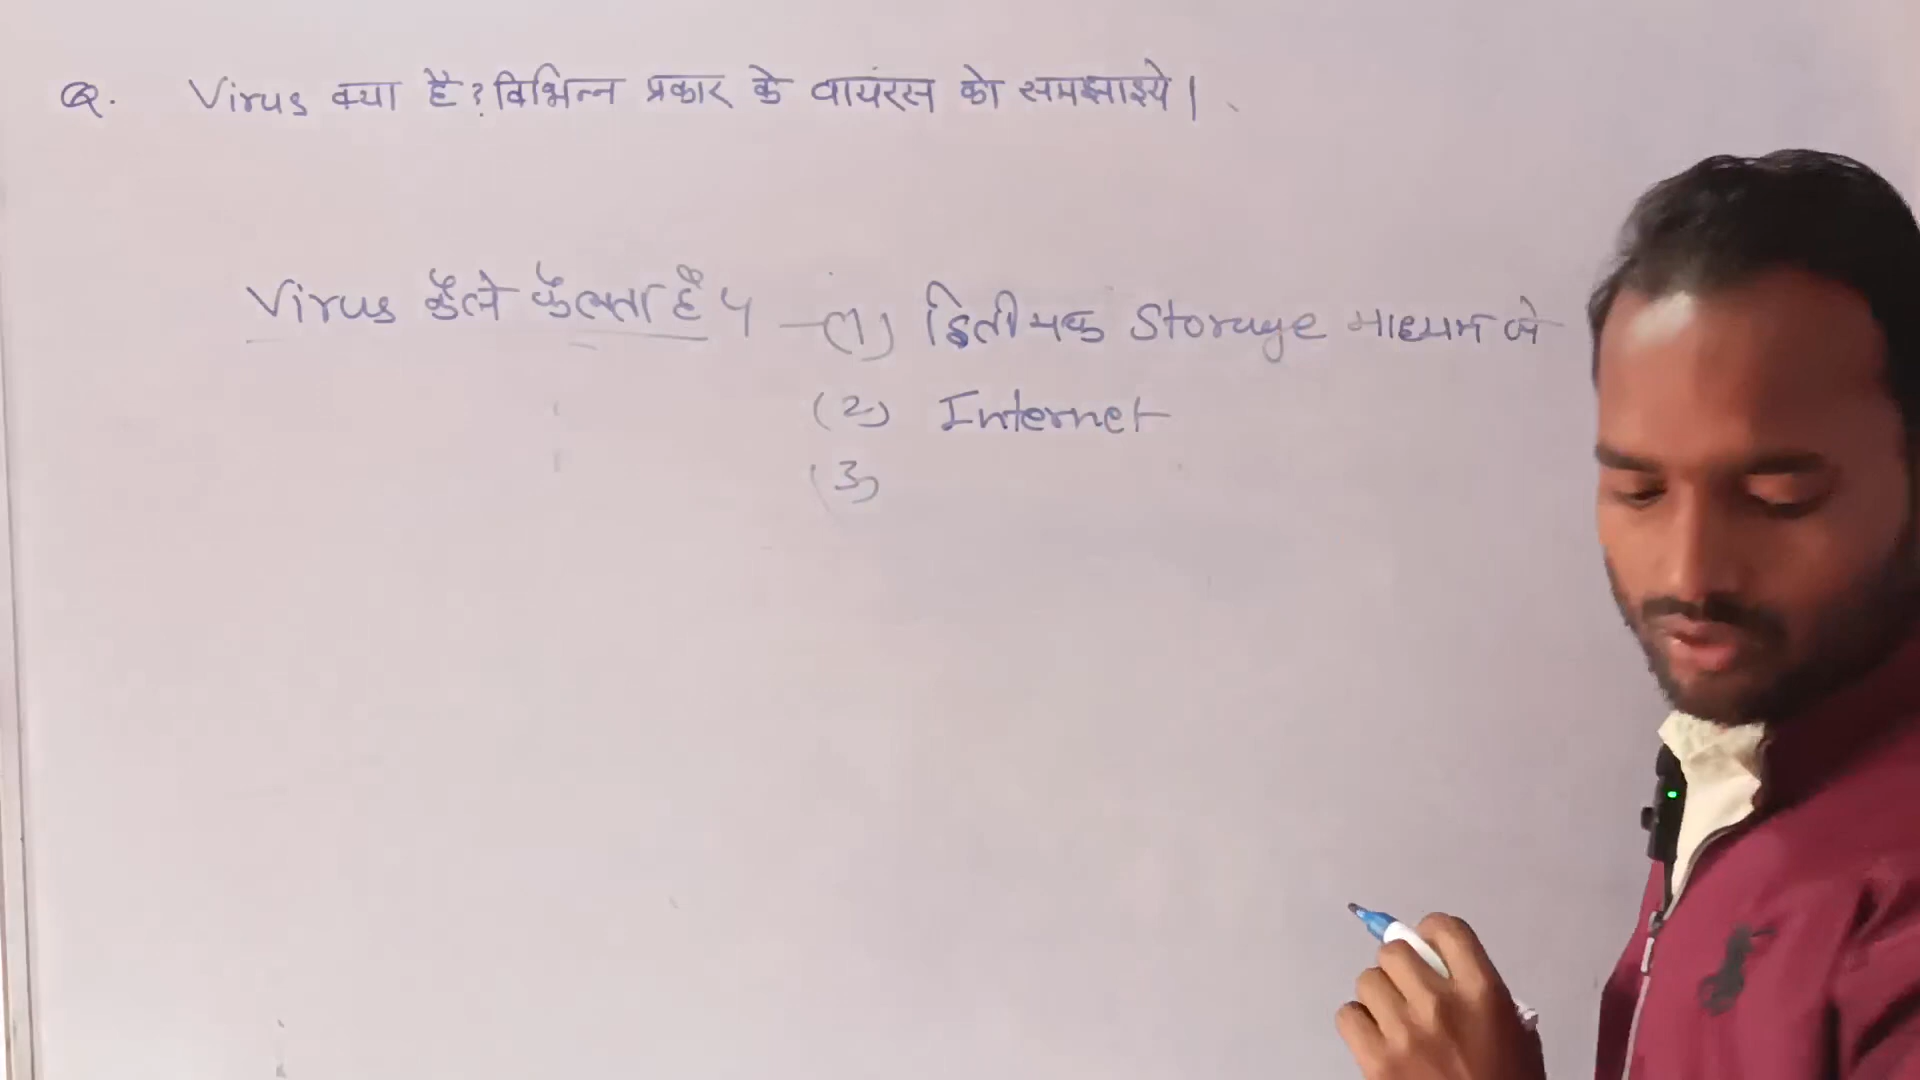 Q. Virus क्या है? विभिन्न प्रकार के वायरस को समझाइये।
Virus कैसे फैलता है? (1) द्वितीयक Storage माध्यम से
(2) Internet
(3)